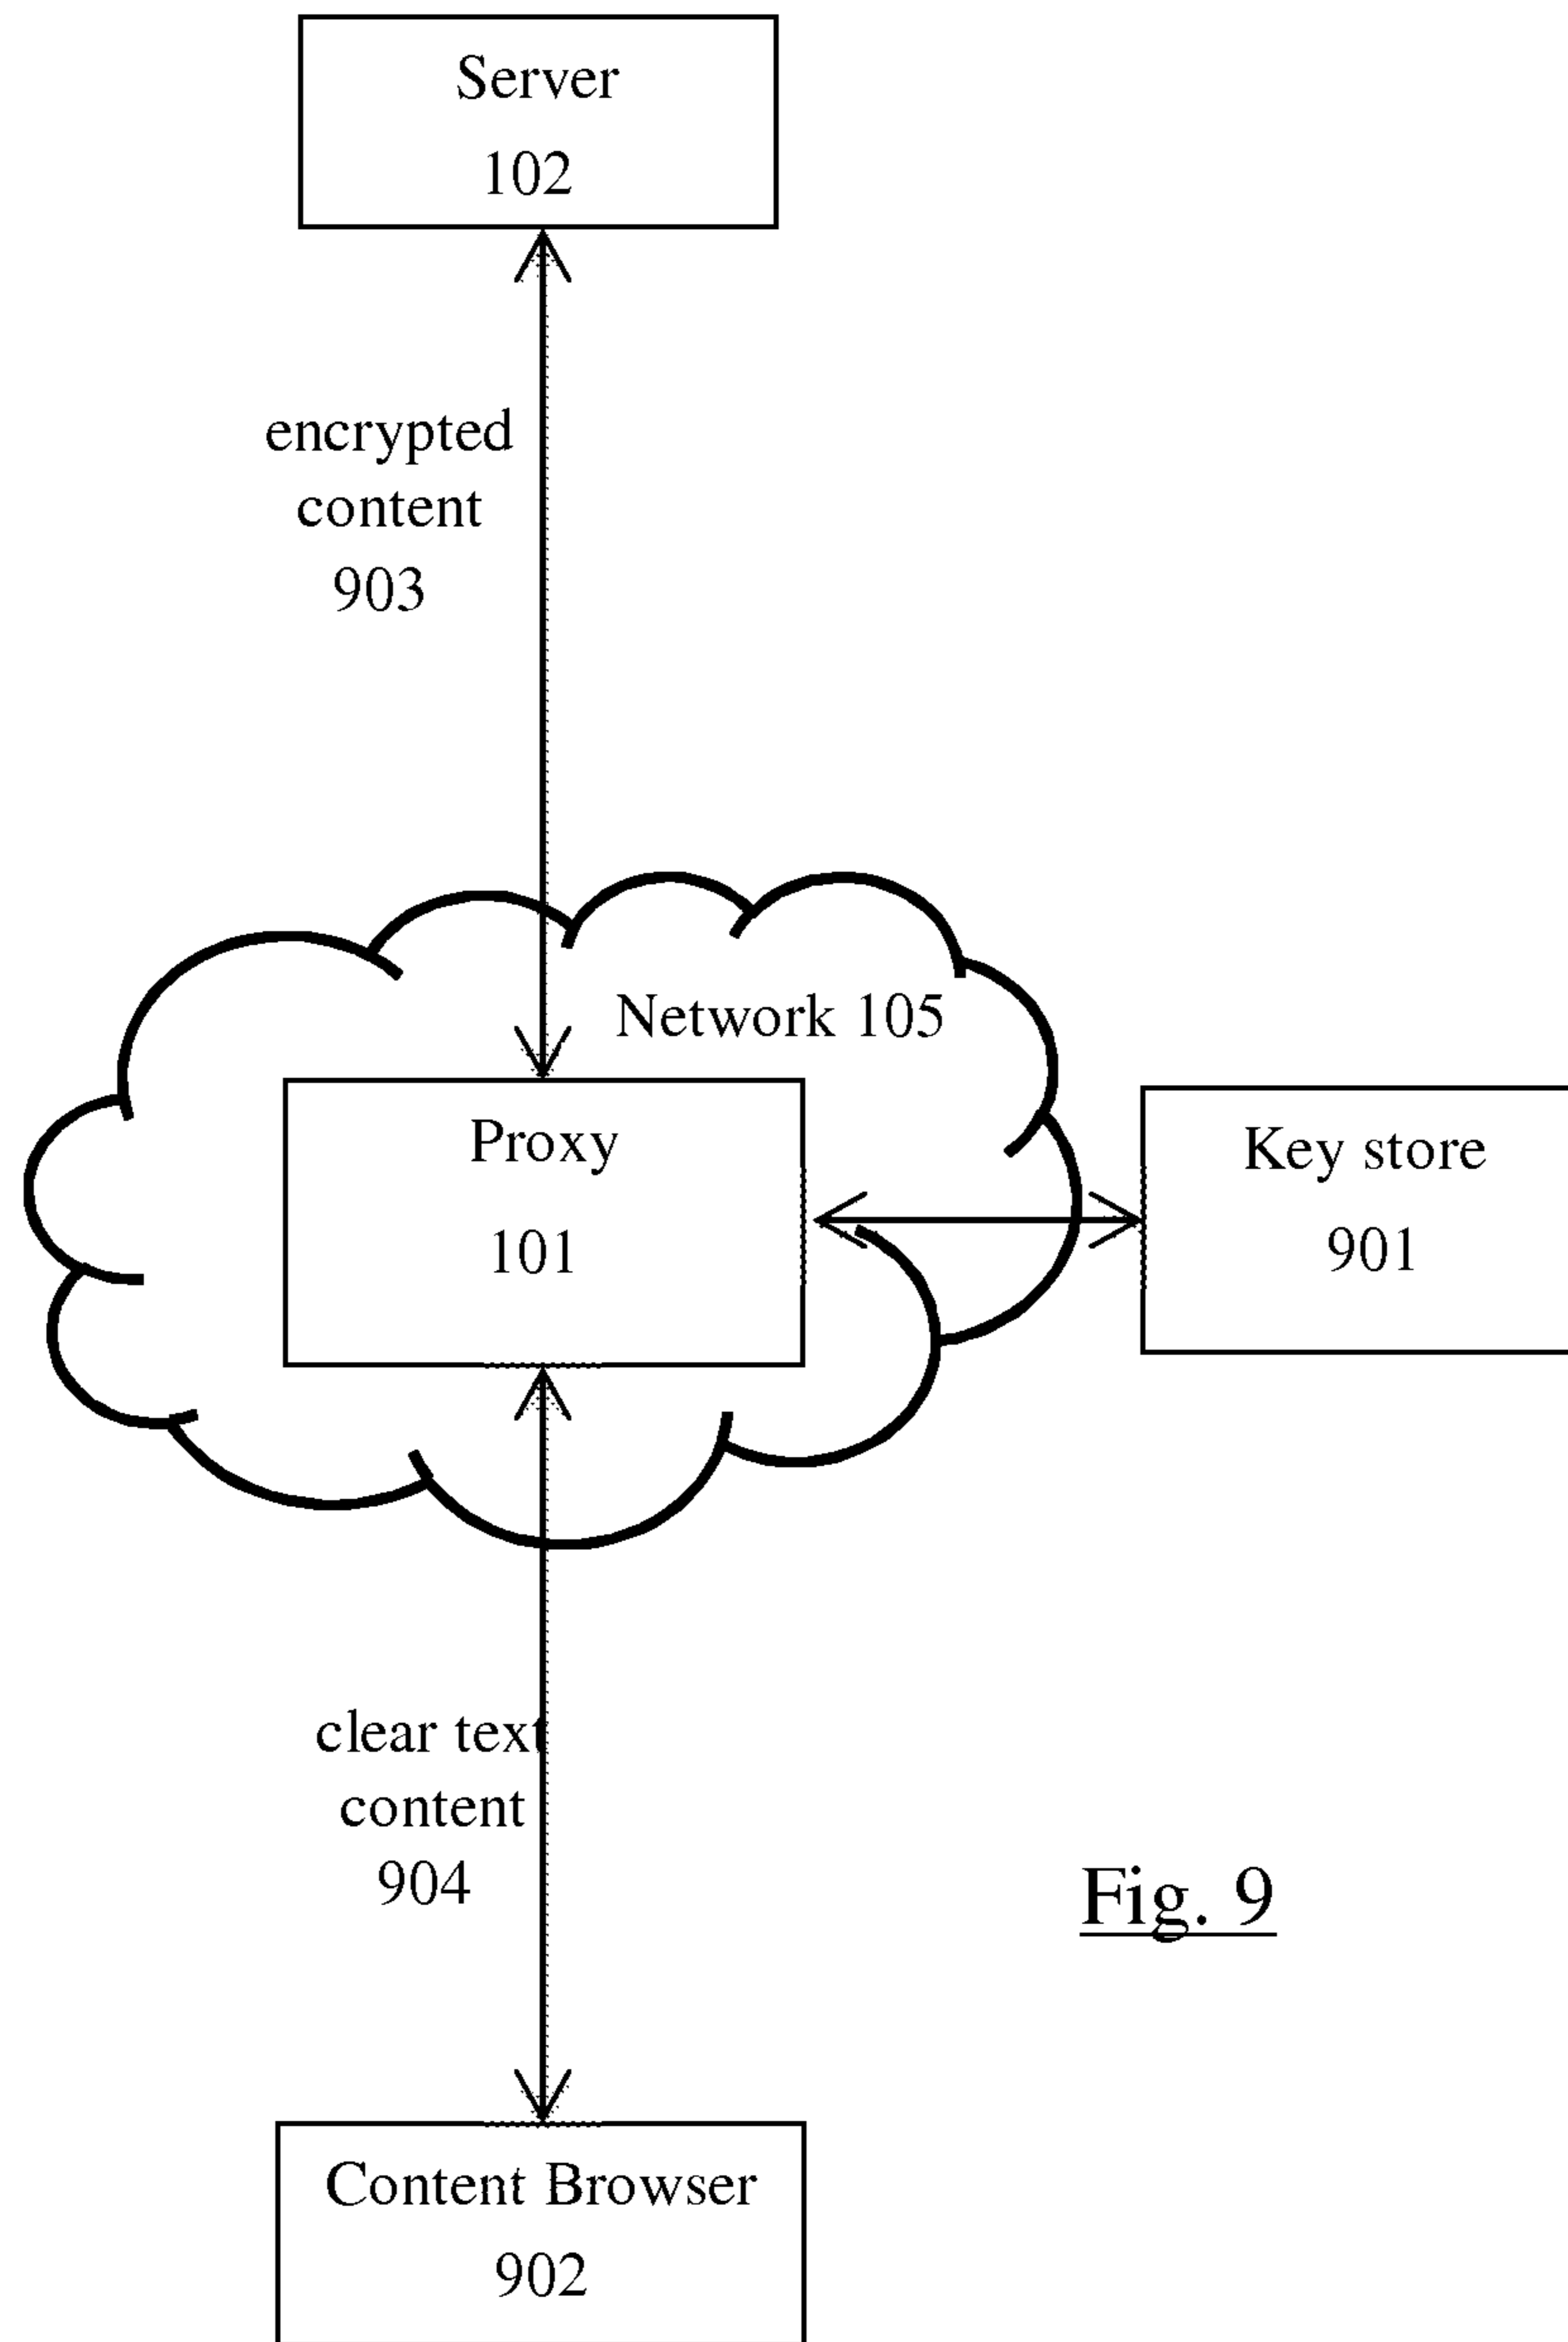 Server
102
encrypted
content
903
Network 105
Proxy
101
Key store
901
clear text
content
904
Fig. 9
Content Browser
902